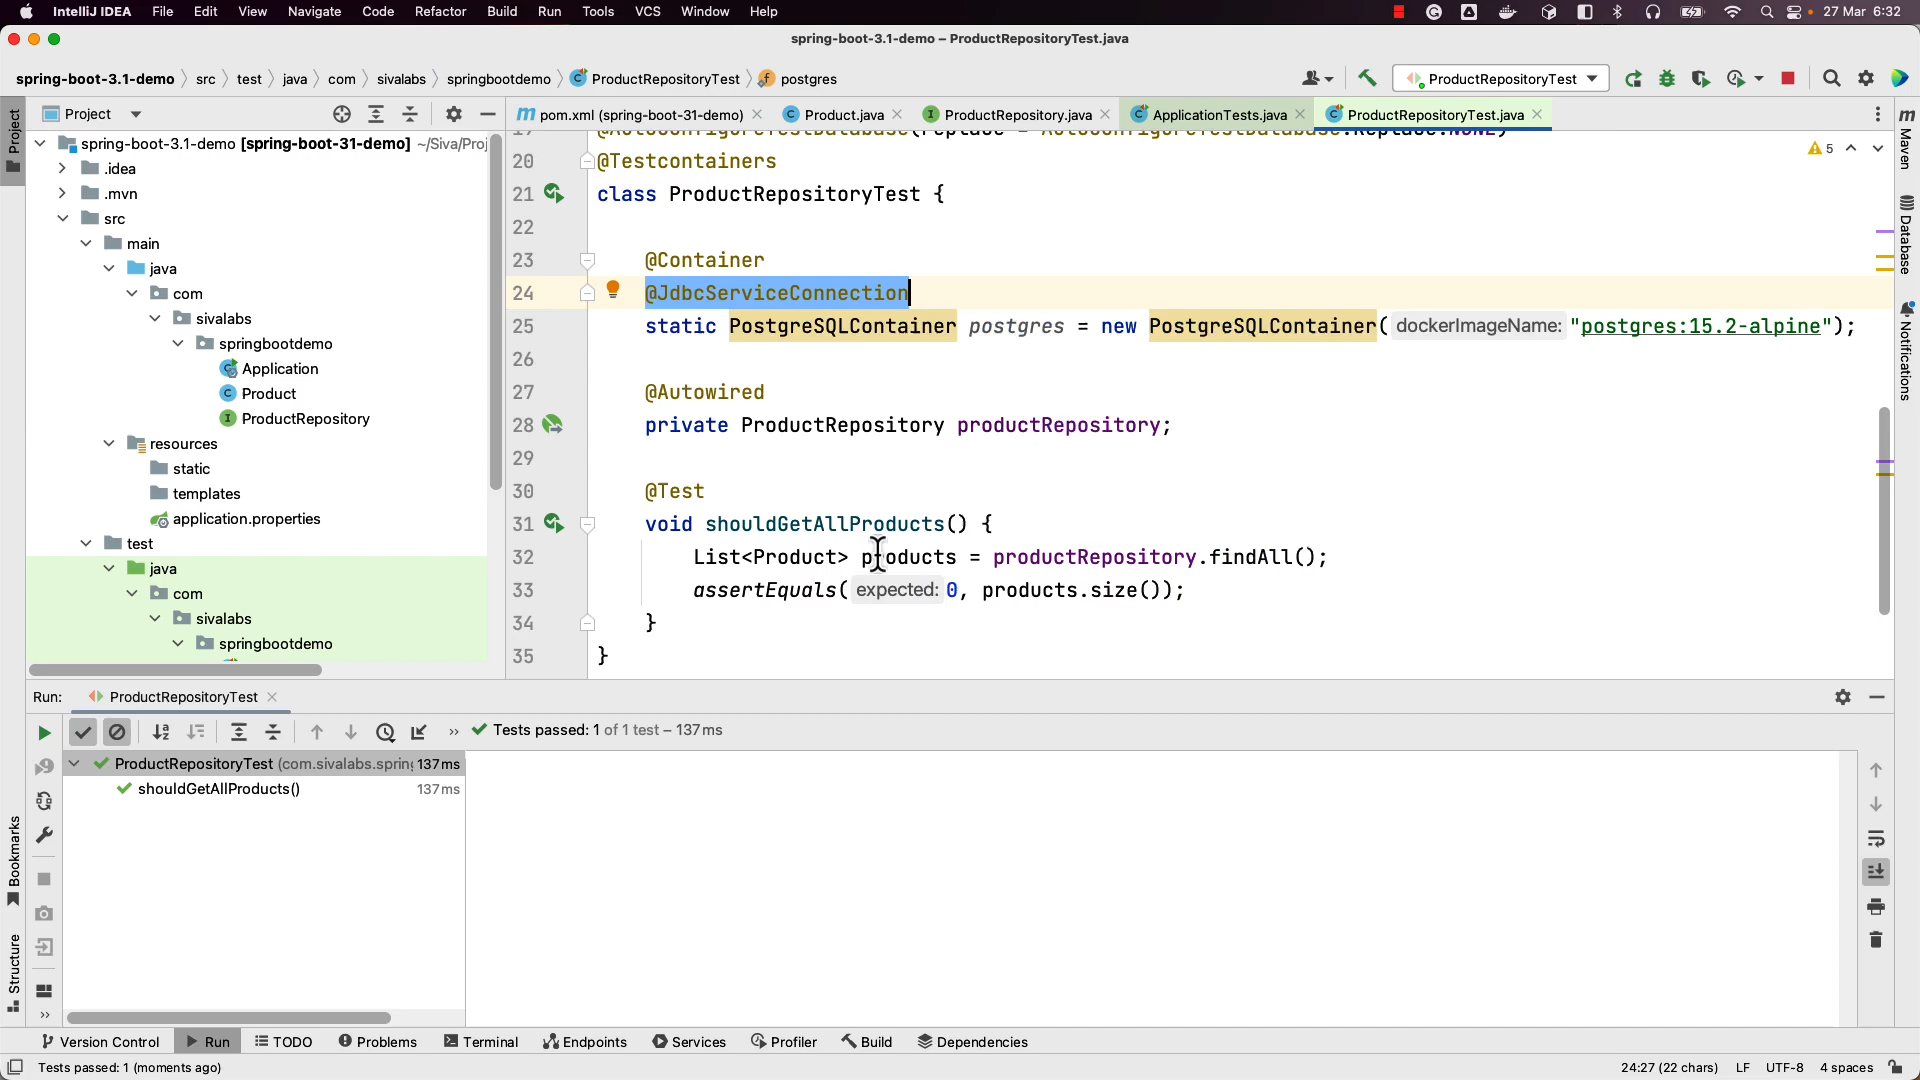 IntelliJ IDEA File Edit View Navigate Code Refactor Build Run Tools VCS Window Help 27 Mar 6:32
spring-boot-3.1-demo – ProductRepositoryTest.java
spring-boot-3.1-demo src test java com sivalabs springbootdemo ProductRepositoryTest postgres ProductRepositoryTest
Project
pom.xml (spring-boot-31-demo) Product.java ProductRepository.java ApplicationTests.java ProductRepositoryTest.java
spring-boot-3.1-demo [spring-boot-31-demo] ~/Siva/Proj
.idea
.mvn
src
main
java
com
sivalabs
springbootdemo
Application
Product
ProductRepository
resources
static
templates
application.properties
test
java
com
sivalabs
springbootdemo
5
@AutoConfigureTestDatabase(replace = AutoConfigureTestDatabase.Replace.NONE)
20 @Testcontainers
21 class ProductRepositoryTest {
22
23 @Container
24 @JdbcServiceConnection
25 static PostgreSQLContainer postgres = new PostgreSQLContainer( dockerImageName: "postgres:15.2-alpine");
26
27 @Autowired
28 private ProductRepository productRepository;
29
30 @Test
31 void shouldGetAllProducts() {
32 List<Product> products = productRepository.findAll();
33 assertEquals( expected: 0, products.size());
34 }
35 }
Project
Bookmarks
Structure
Maven
Database
Notifications
Run: ProductRepositoryTest
Tests passed: 1 of 1 test – 137 ms
ProductRepositoryTest (com.sivalabs.spring 137 ms
shouldGetAllProducts() 137 ms
Version Control Run TODO Problems Terminal Endpoints Services Profiler Build Dependencies
Tests passed: 1 (moments ago) 24:27 (22 chars) LF UTF-8 4 spaces